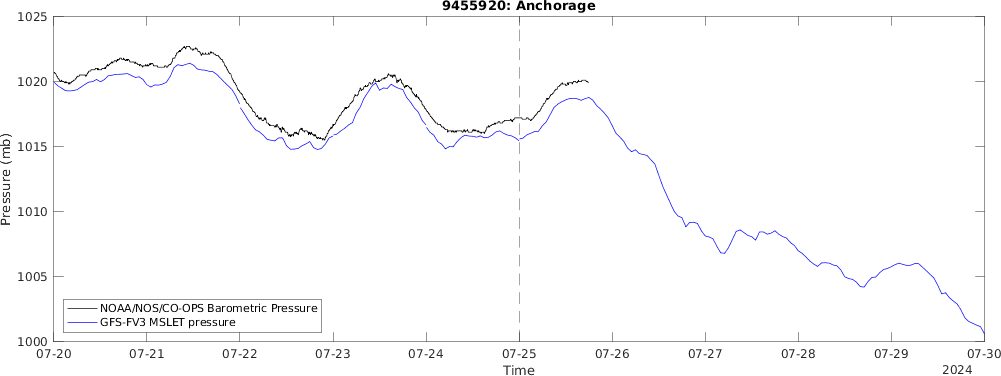 9455920: Anchorage
Pressure (mb)
1025
1020
1015
1010
1005
1000
NOAA/NOS/CO-OPS Barometric Pressure
GFS-FV3 MSLET pressure
07-20 07-21 07-22 07-23 07-24 07-25 07-26 07-27 07-28 07-29 07-30
Time
2024